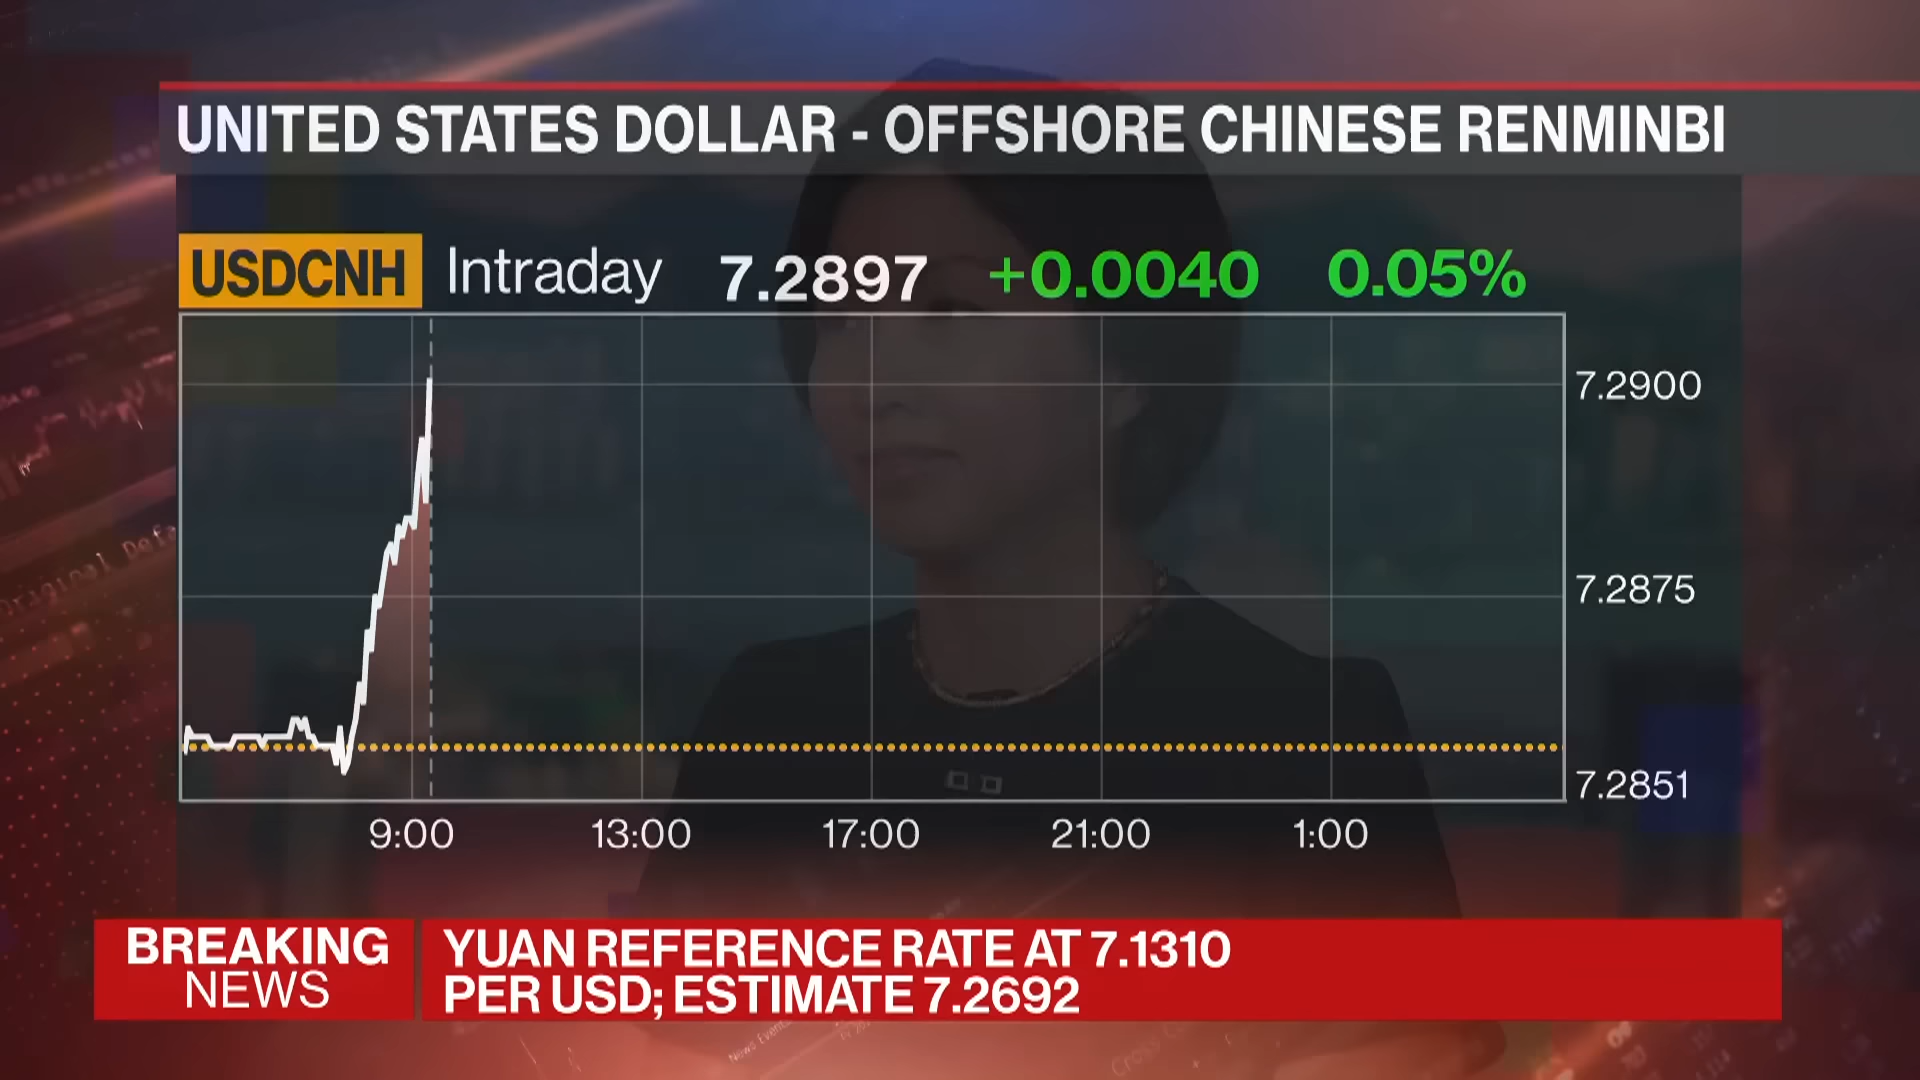 UNITED STATES DOLLAR - OFFSHORE CHINESE RENMINBI
USDCNH Intraday 7.2897 +0.0040 0.05%
7.2900
7.2875
7.2851
9:00 13:00 17:00 21:00 1:00
BREAKING
NEWS
YUAN REFERENCE RATE AT 7.1310
PER USD; ESTIMATE 7.2692